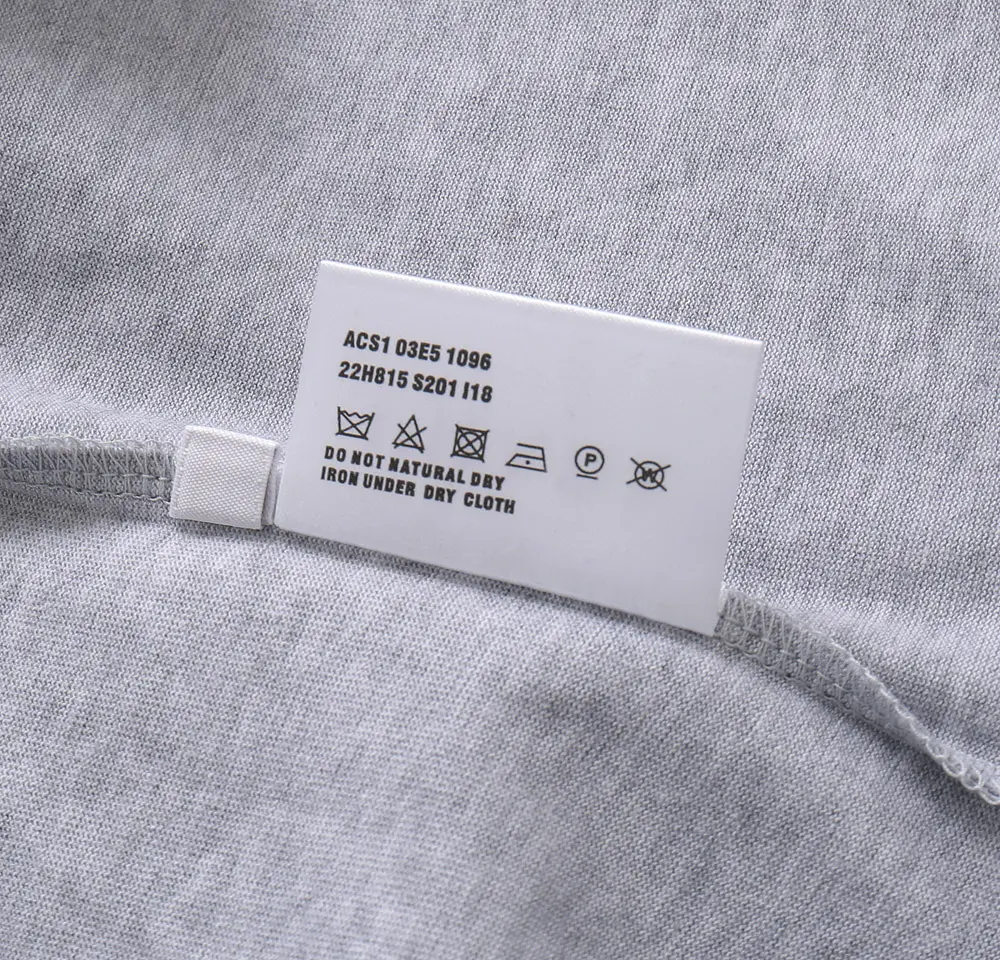 ACS1 03E5 1096
22H815 S201 I18
P W
DO NOT NATURAL DRY
IRON UNDER DRY CLOTH